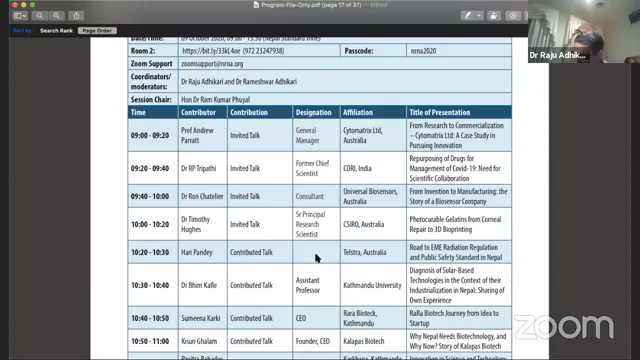 Program-File-Only.pdf (page 17 of 37)
Edited
Sort by: Search Rank Page Order
Dr Raju Adhik...
Date/Time: 09 October 2020, 09:00 - 13:30 (Nepal Standard Time)
Room 2: https://bit.ly/33kL4oe (972 23247938) Passcode: nrna2020
Zoom Support zoomsupport@nrna.org
Coordinators/
moderators: Dr Raju Adhikari and Dr Rameshwar Adhikari
Session Chair: Hon Dr Ram Kumar Phuyal
Time Contributor Contribution Designation Affiliation Title of Presentation
09:00 - 09:20 Prof Andrew Parratt Invited Talk General Manager Cytomatrix Ltd, Australia From Research to Commercialization – Cytomatrix Ltd: A Case Study in Pursuing Innovation
09:20 - 09:40 Dr RP Tripathi Invited Talk Former Chief Scientist CDRI, India Repurposing of Drugs for Management of Covid-19: Need for Scientific Collaboration
09:40 - 10:00 Dr Ron Chatelier Invited Talk Consultant Universal Biosensors, Australia From Invention to Manufacturing: the Story of a Biosensor Company
10:00 - 10:20 Dr Timothy Hughes Invited Talk Sr Principal Research Scientist CSIRO, Australia Photocurable Gelatins from Corneal Repair to 3D Bioprinting
10:20 - 10:30 Hari Pandey Contributed Talk Telstra, Australia Road to EME Radiation Regulation and Public Safety Standard in Nepal
10:30 - 10:40 Dr Bhim Kafle Contributed Talk Assistant Professor Kathmandu University Diagnosis of Solar-Based Technologies in the Context of their Industrialization in Nepal: Sharing of Own Experience
10:40 - 10:50 Sumeena Karki Contributed Talk CEO Rara Bioteck, Kathmandu RaRa Biotech Journey from Idea to Startup
10:50 - 11:00 Kisun Ghalam Contributed Talk Founder, CEO Kalapas Biotech Why Nepal Needs Biotechnology, and Why Now? Story of Kalapas Biotech
zoom